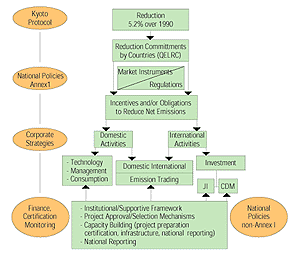 Kyoto
Protocol
Reduction
5.2% over 1990
Reduction Committments
by Countries (QELRC)
National Policies
Annex1
Market Instruments
Regulations
Incentives and/or Obligations
to Reduce Net Emissions
Corporate
Strategies
Domestic
Activities
International
Activities
Technology
- Management
- Consumption
Domestic International
Emission Trading
Investment
JI
CDM
Finance,
Certification
Monitoring
- Institutional/Supportive Framework
- Project Approval/Selection Mechanisms
- Capacity Building (project preparation
certification, infrastructure, national reporting)
- National Reporting
National
Policies
non-Annex I